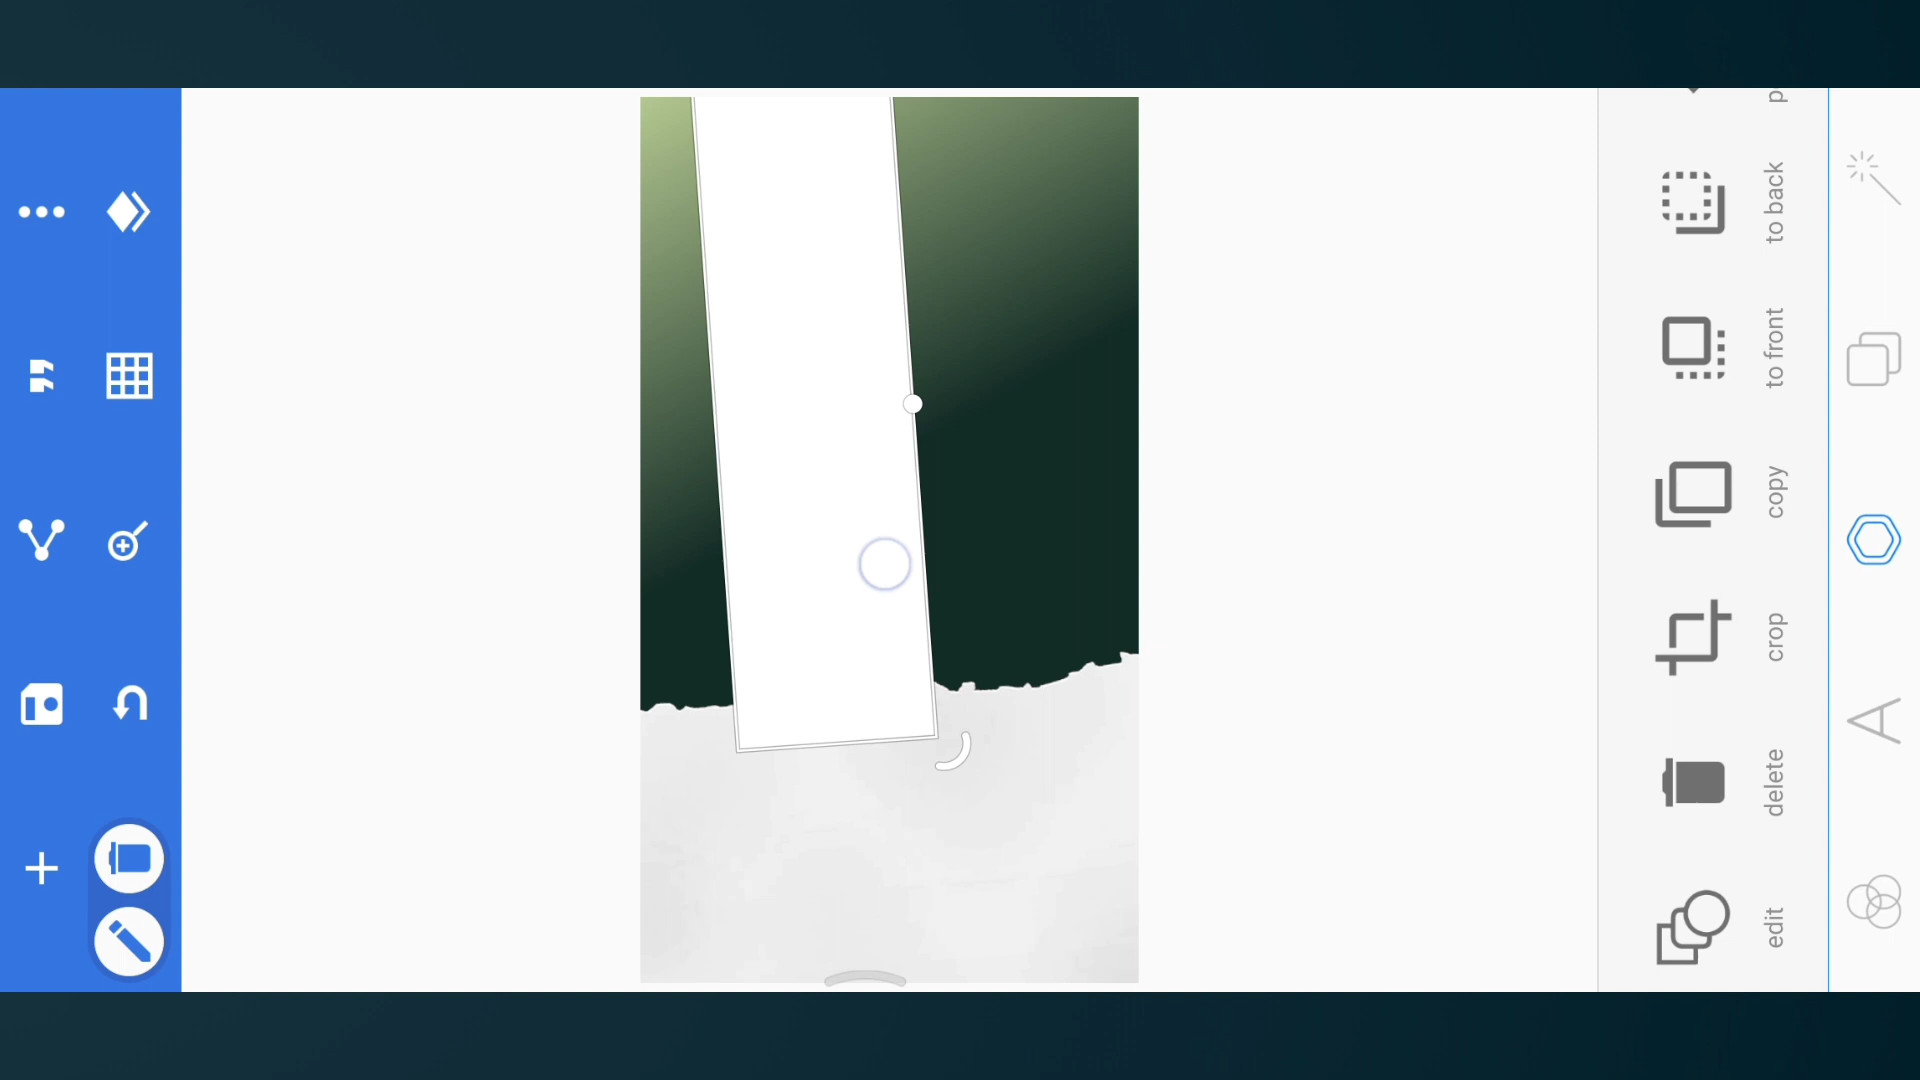 edit
delete
crop
copy
to front
to back
p